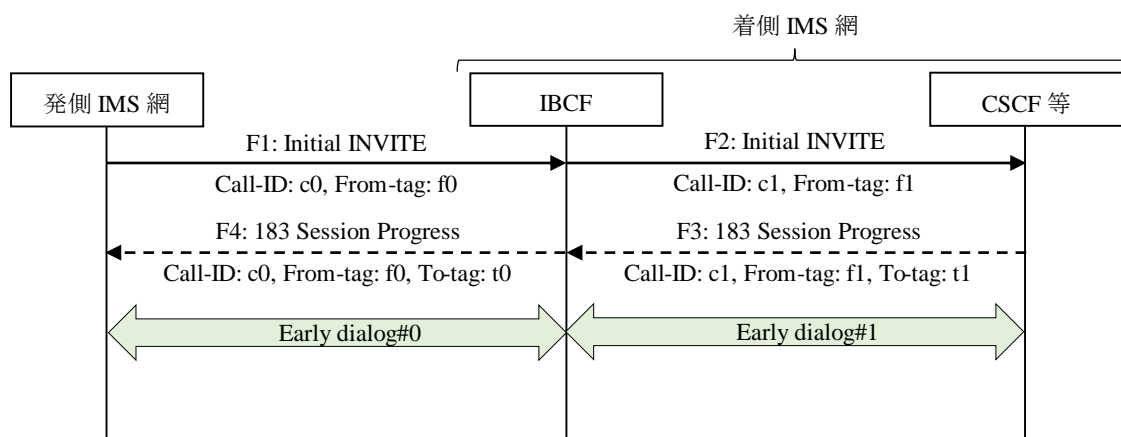 着側 IMS 網
発側 IMS 網
IBCF
CSCF 等
F1: Initial INVITE
Call-ID: c0, From-tag: f0
F2: Initial INVITE
Call-ID: c1, From-tag: f1
F4: 183 Session Progress
Call-ID: c0, From-tag: f0, To-tag: t0
F3: 183 Session Progress
Call-ID: c1, From-tag: f1, To-tag: t1
Early dialog#0
Early dialog#1